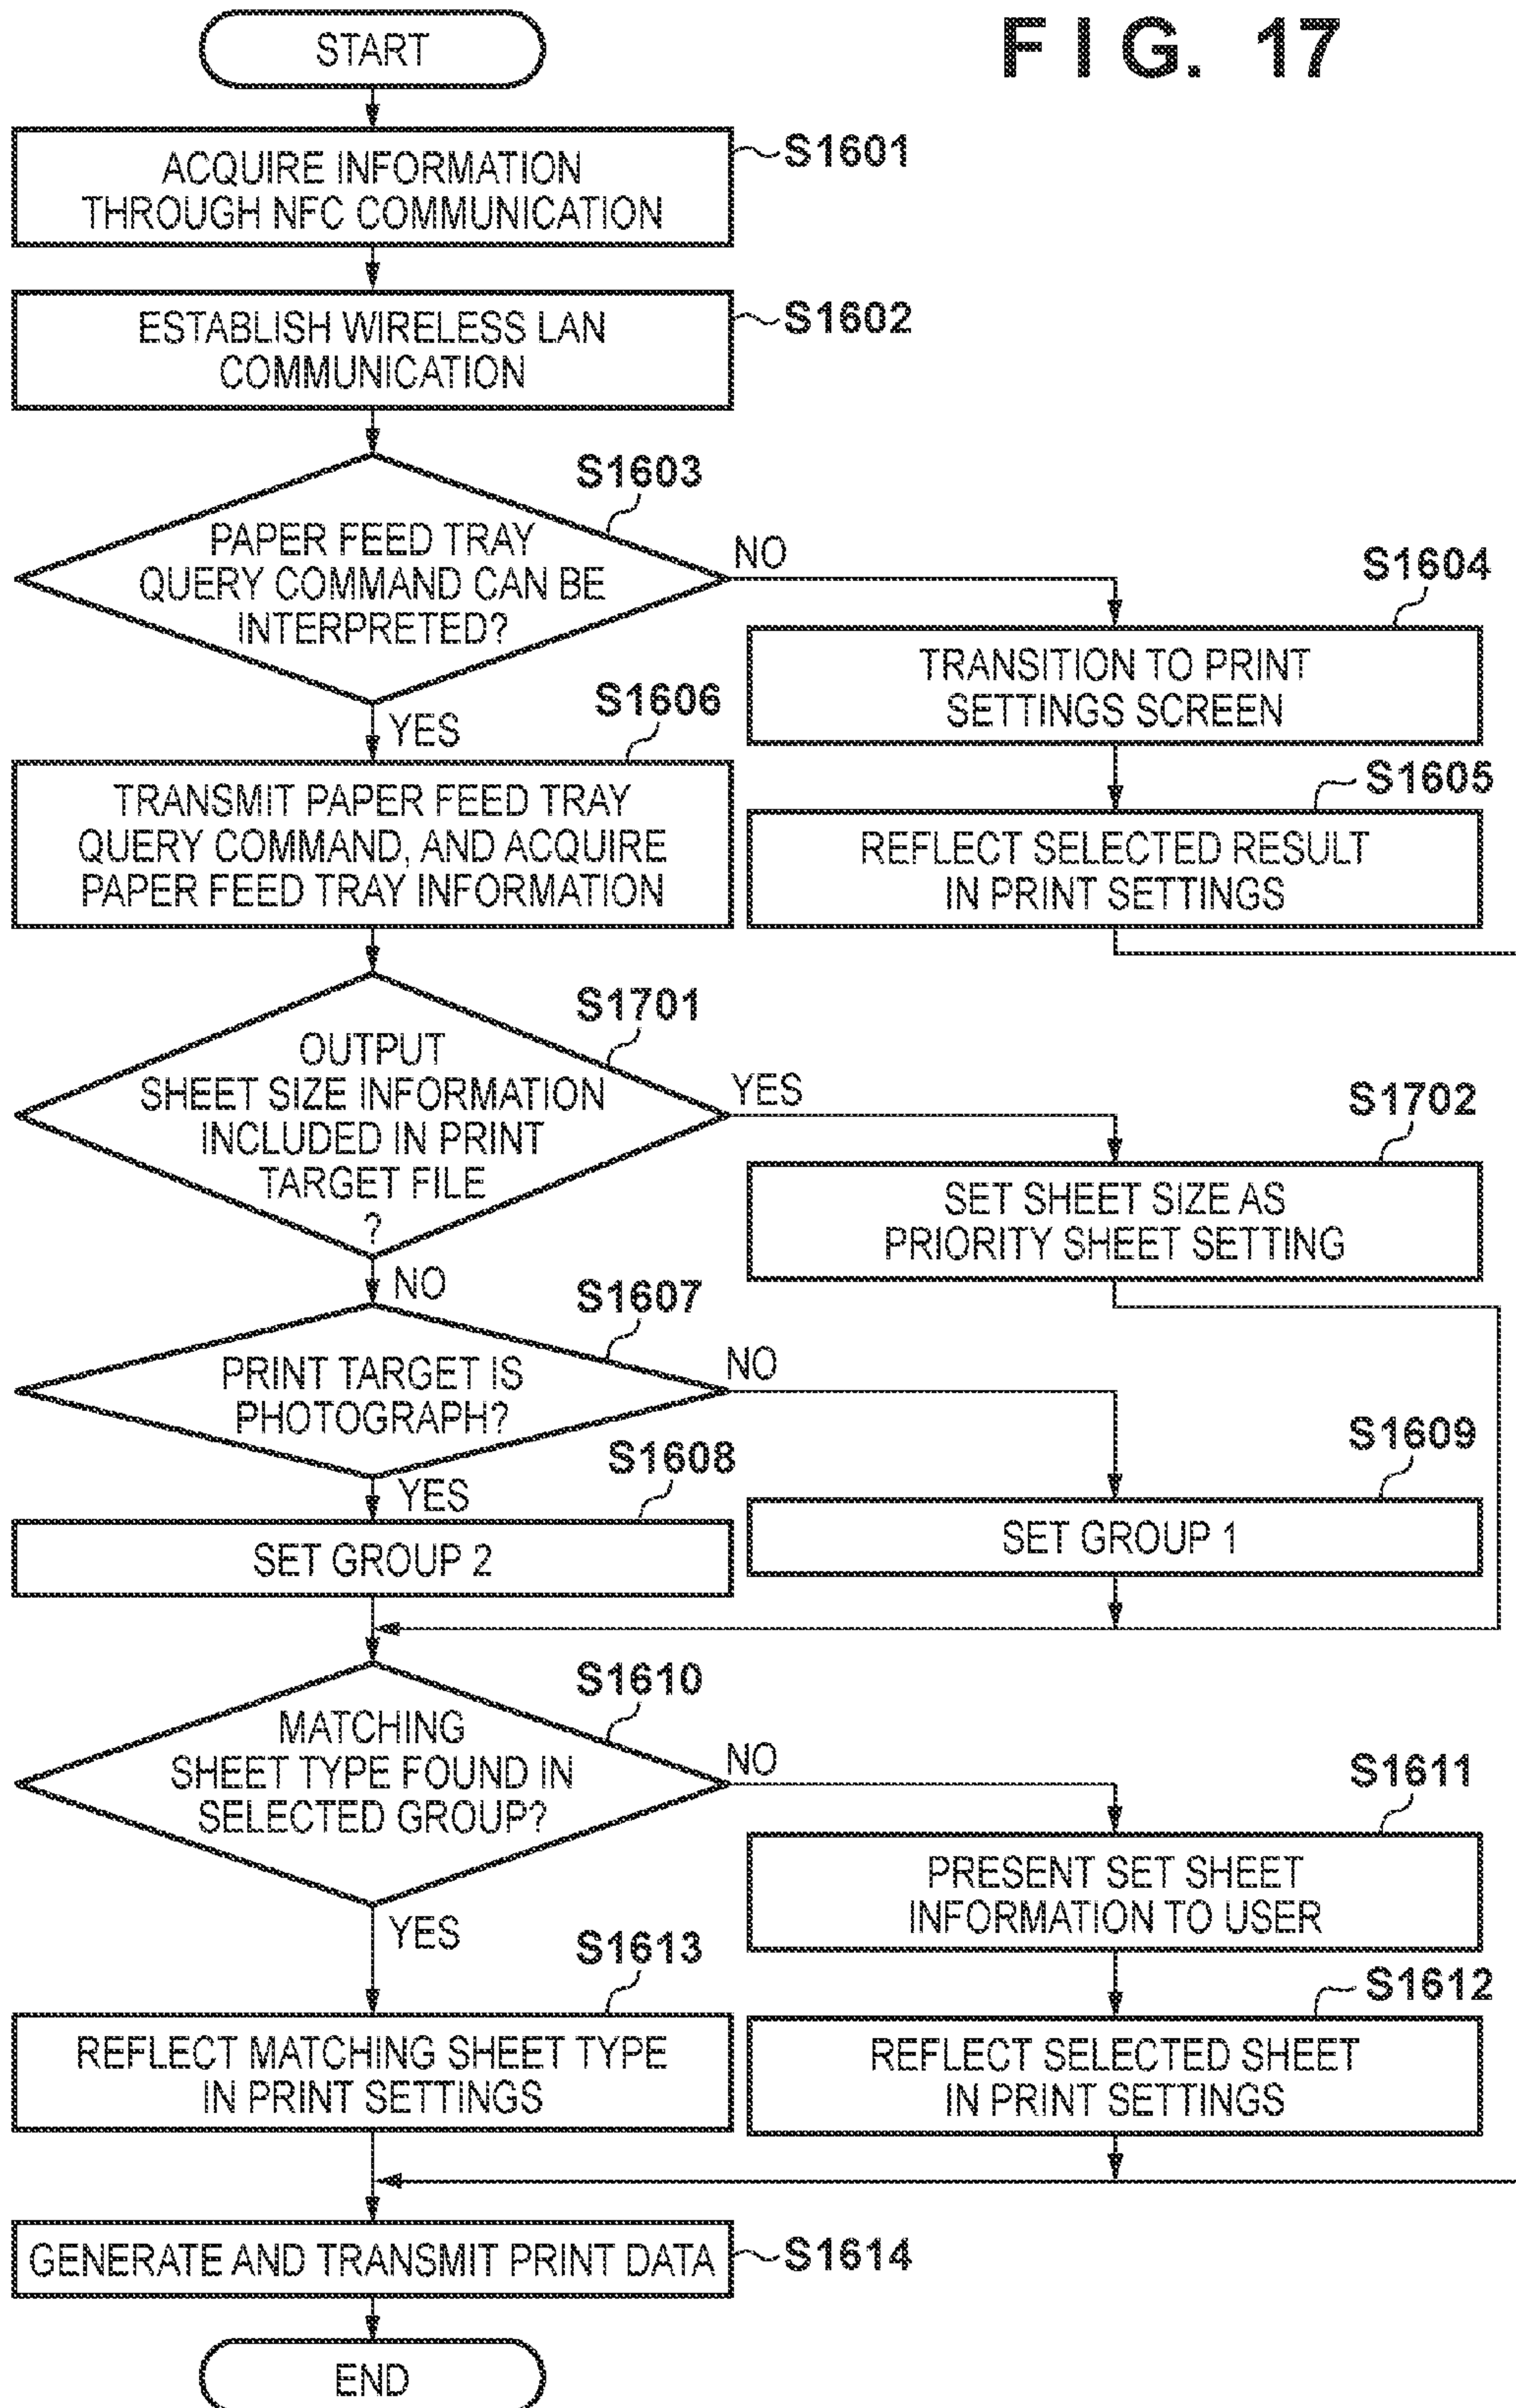 FIG. 17
START
S1601
ACQUIRE INFORMATION
THROUGH NFC COMMUNICATION
S1602
ESTABLISH WIRELESS LAN
COMMUNICATION
S1603
PAPER FEED TRAY
QUERY COMMAND CAN BE
INTERPRETED?
NO
S1604
TRANSITION TO PRINT
SETTINGS SCREEN
S1605
REFLECT SELECTED RESULT
IN PRINT SETTINGS
YES
S1606
TRANSMIT PAPER FEED TRAY
QUERY COMMAND, AND ACQUIRE
PAPER FEED TRAY INFORMATION
S1701
OUTPUT
SHEET SIZE INFORMATION
INCLUDED IN PRINT
TARGET FILE
?
YES
S1702
SET SHEET SIZE AS
PRIORITY SHEET SETTING
NO
S1607
PRINT TARGET IS
PHOTOGRAPH?
NO
S1609
SET GROUP 1
YES
S1608
SET GROUP 2
S1610
MATCHING
SHEET TYPE FOUND IN
SELECTED GROUP?
NO
S1611
PRESENT SET SHEET
INFORMATION TO USER
S1612
REFLECT SELECTED SHEET
IN PRINT SETTINGS
YES
S1613
REFLECT MATCHING SHEET TYPE
IN PRINT SETTINGS
GENERATE AND TRANSMIT PRINT DATA
S1614
END